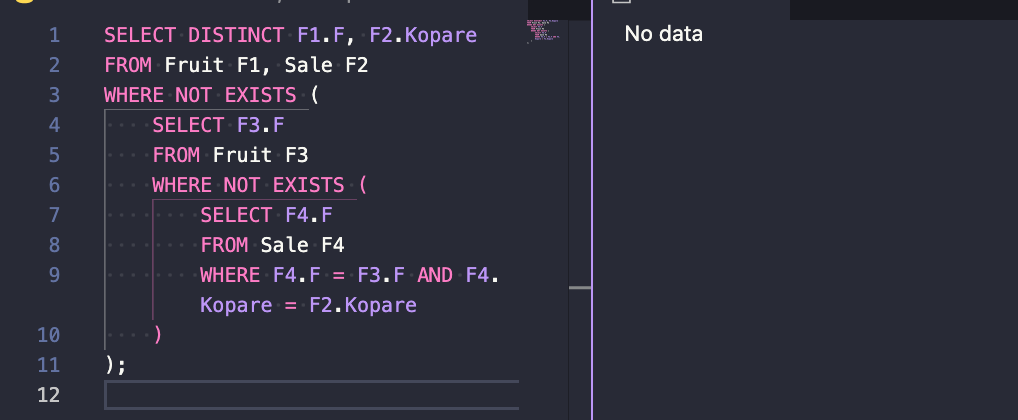 1 SELECT DISTINCT F1.F, F2.Kopare
2 FROM Fruit F1, Sale F2
3 WHERE NOT EXISTS (
4 SELECT F3.F
5 FROM Fruit F3
6 WHERE NOT EXISTS (
7 SELECT F4.F
8 FROM Sale F4
9 WHERE F4.F = F3.F AND F4.
Kopare = F2.Kopare
10 )
11 );
12
No data